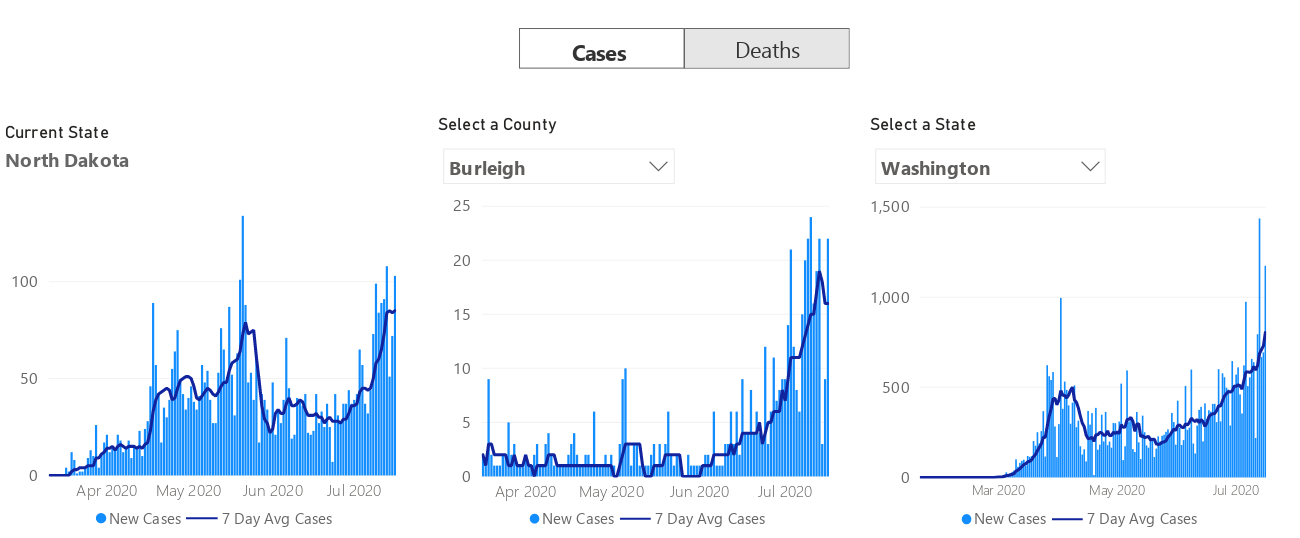 Cases
Deaths
Current State
North Dakota
100
50
0
Apr 2020
May 2020
Jun 2020
Jul 2020
New Cases
7 Day Avg Cases
Select a County
Burleigh
25
20
15
10
5
0
Apr 2020
May 2020
Jun 2020
Jul 2020
New Cases
7 Day Avg Cases
Select a State
Washington
1,500
1,000
500
0
Mar 2020
May 2020
Jul 2020
New Cases
7 Day Avg Cases